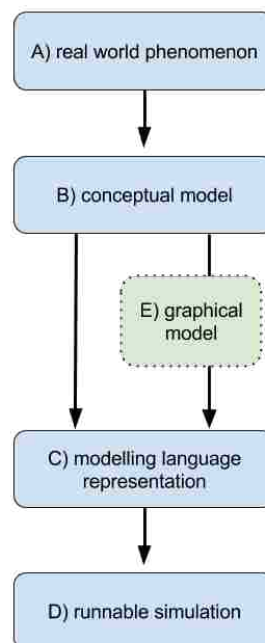 A) real world phenomenon
B) conceptual model
E) graphical
model
C) modelling language
representation
D) runnable simulation